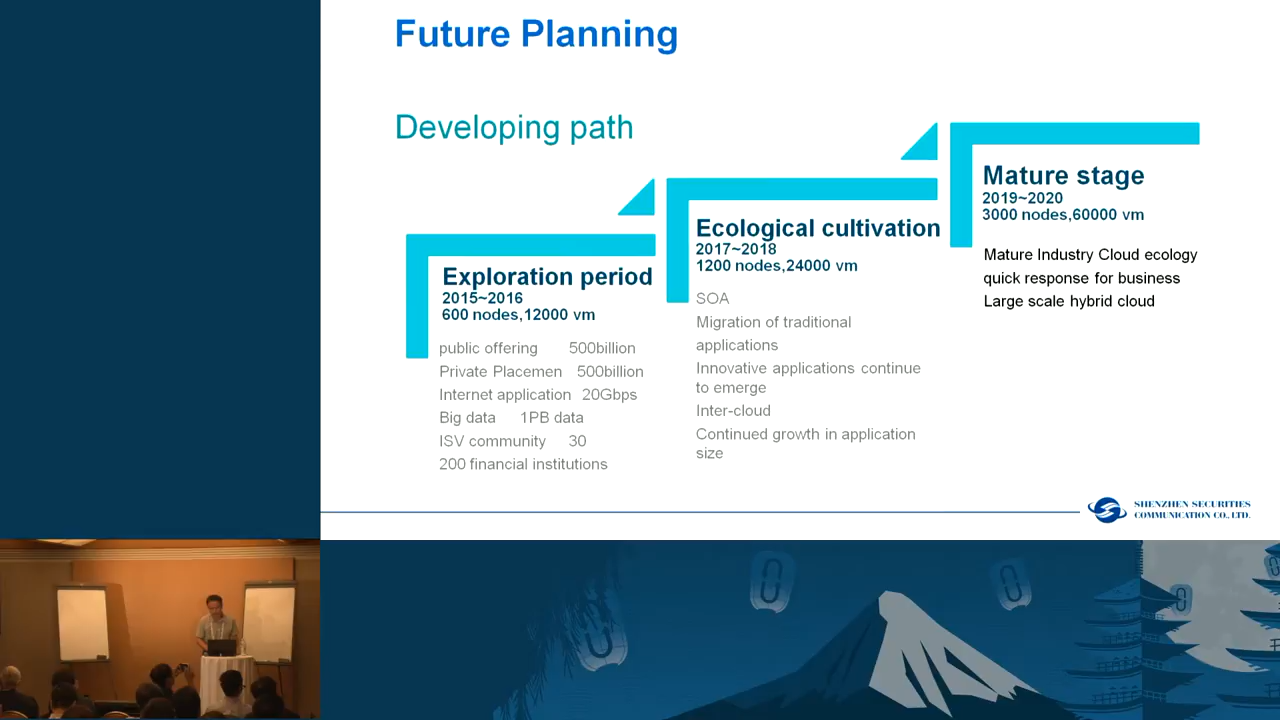 Future Planning
Developing path
Exploration period
2015~2016
600 nodes,12000 vm
public offering 500billion
Private Placemen 500billion
Internet application 20Gbps
Big data 1PB data
ISV community 30
200 financial institutions
Ecological cultivation
2017~2018
1200 nodes,24000 vm
SOA
Migration of traditional
applications
Innovative applications continue
to emerge
Inter-cloud
Continued growth in application
size
Mature stage
2019~2020
3000 nodes,60000 vm
Mature Industry Cloud ecology
quick response for business
Large scale hybrid cloud
SHENZHEN SECURITIES
COMMUNICATION CO., LTD.